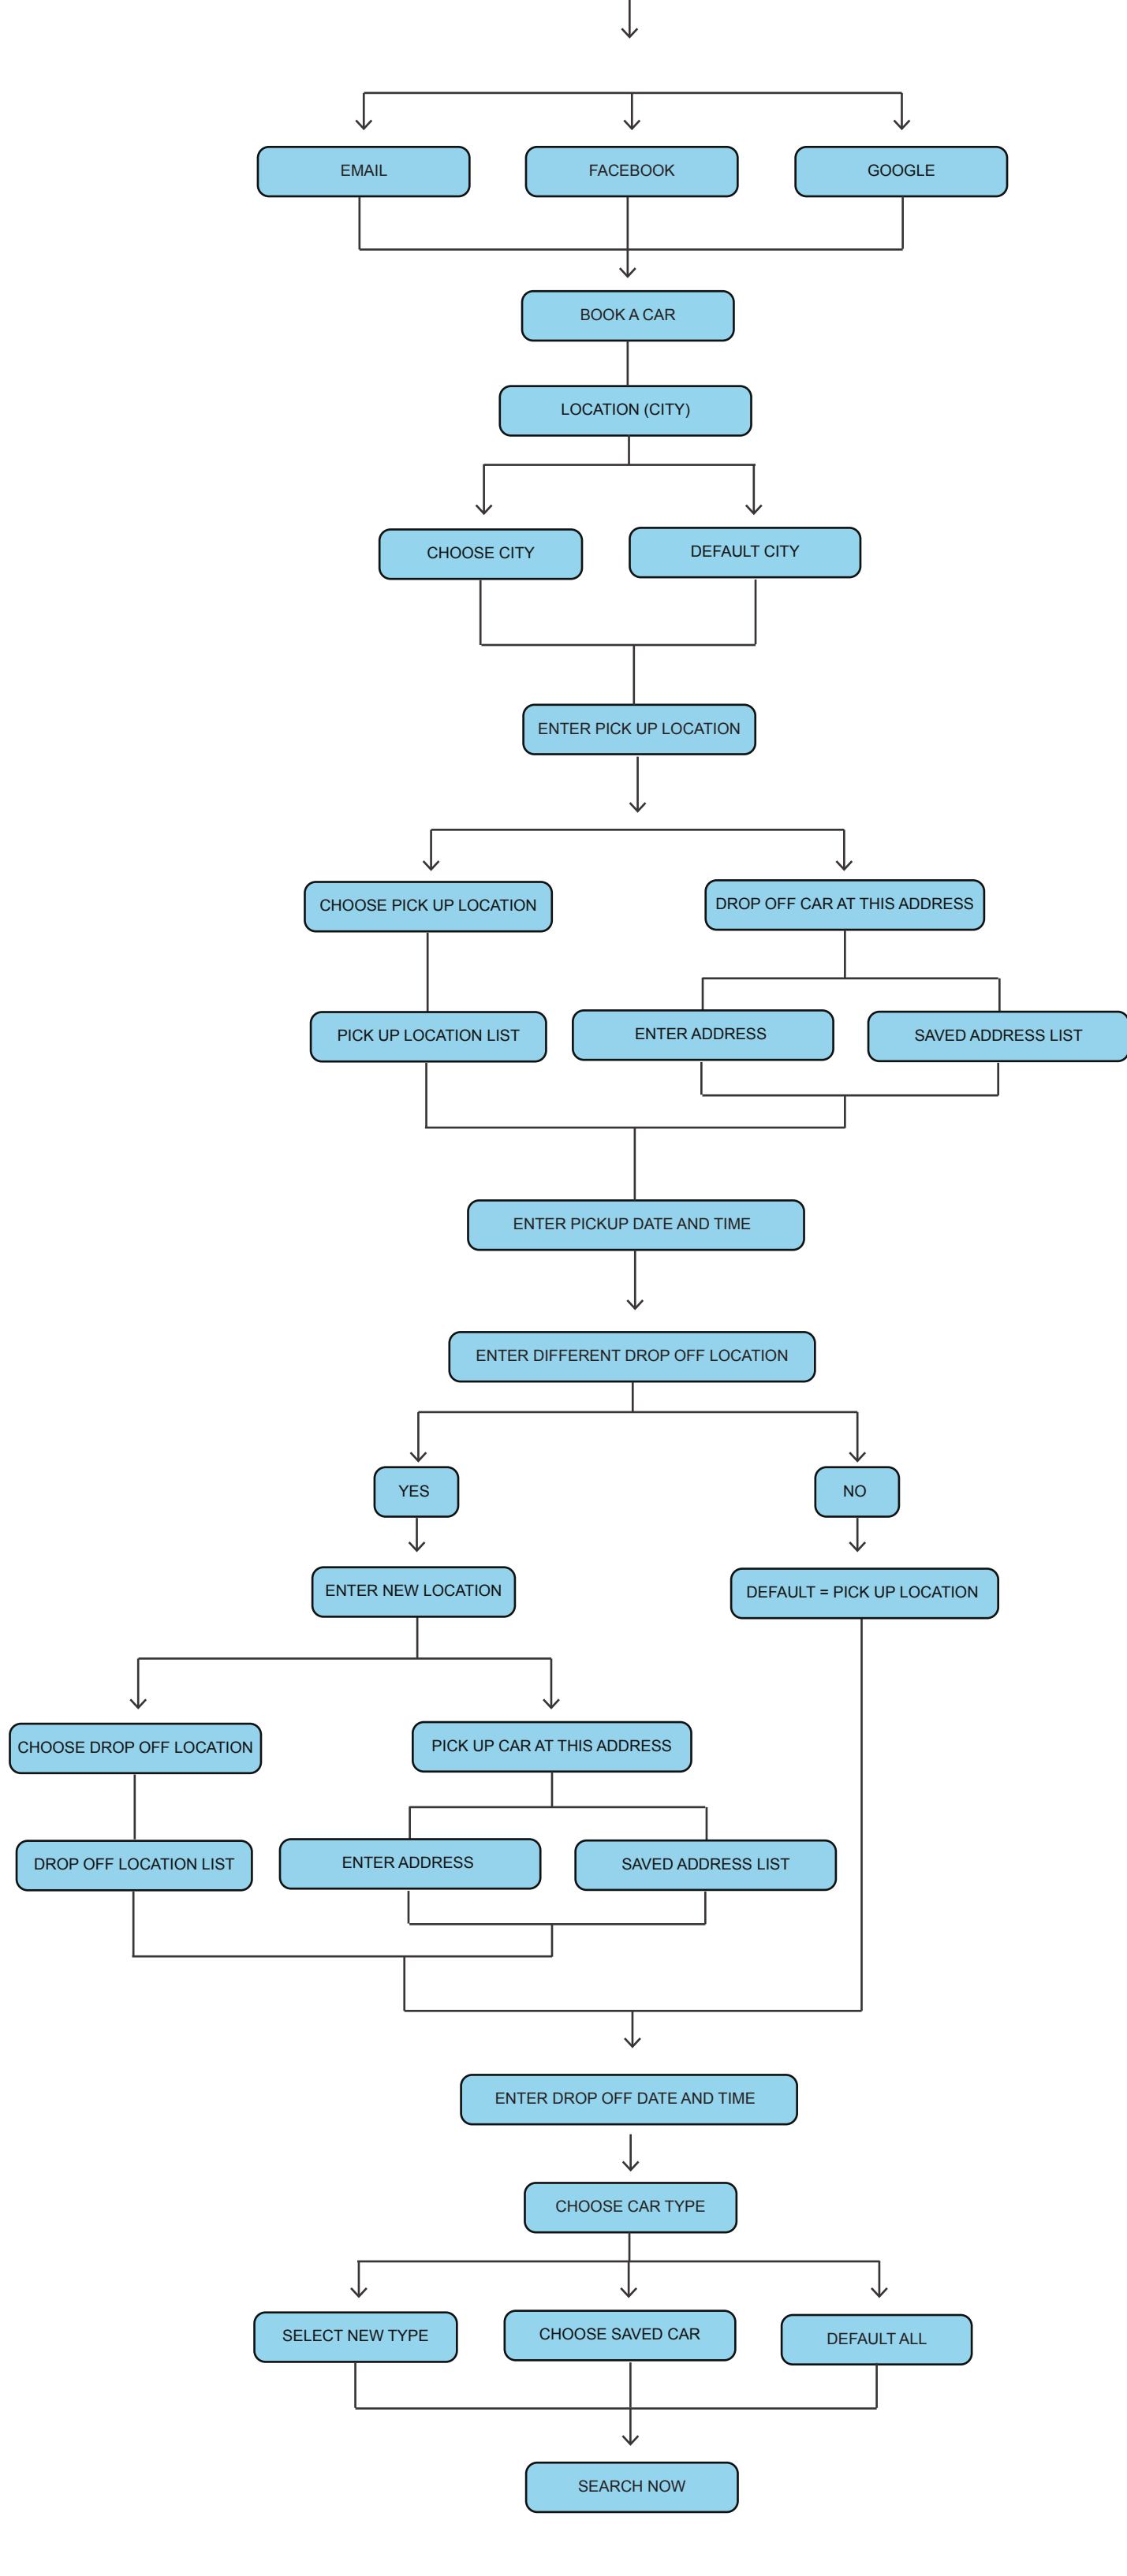 EMAIL
FACEBOOK
GOOGLE
BOOK A CAR
LOCATION (CITY)
CHOOSE CITY
DEFAULT CITY
ENTER PICK UP LOCATION
CHOOSE PICK UP LOCATION
DROP OFF CAR AT THIS ADDRESS
PICK UP LOCATION LIST
ENTER ADDRESS
SAVED ADDRESS LIST
ENTER PICKUP DATE AND TIME
ENTER DIFFERENT DROP OFF LOCATION
YES
NO
ENTER NEW LOCATION
DEFAULT = PICK UP LOCATION
CHOOSE DROP OFF LOCATION
PICK UP CAR AT THIS ADDRESS
DROP OFF LOCATION LIST
ENTER ADDRESS
SAVED ADDRESS LIST
ENTER DROP OFF DATE AND TIME
CHOOSE CAR TYPE
SELECT NEW TYPE
CHOOSE SAVED CAR
DEFAULT ALL
SEARCH NOW